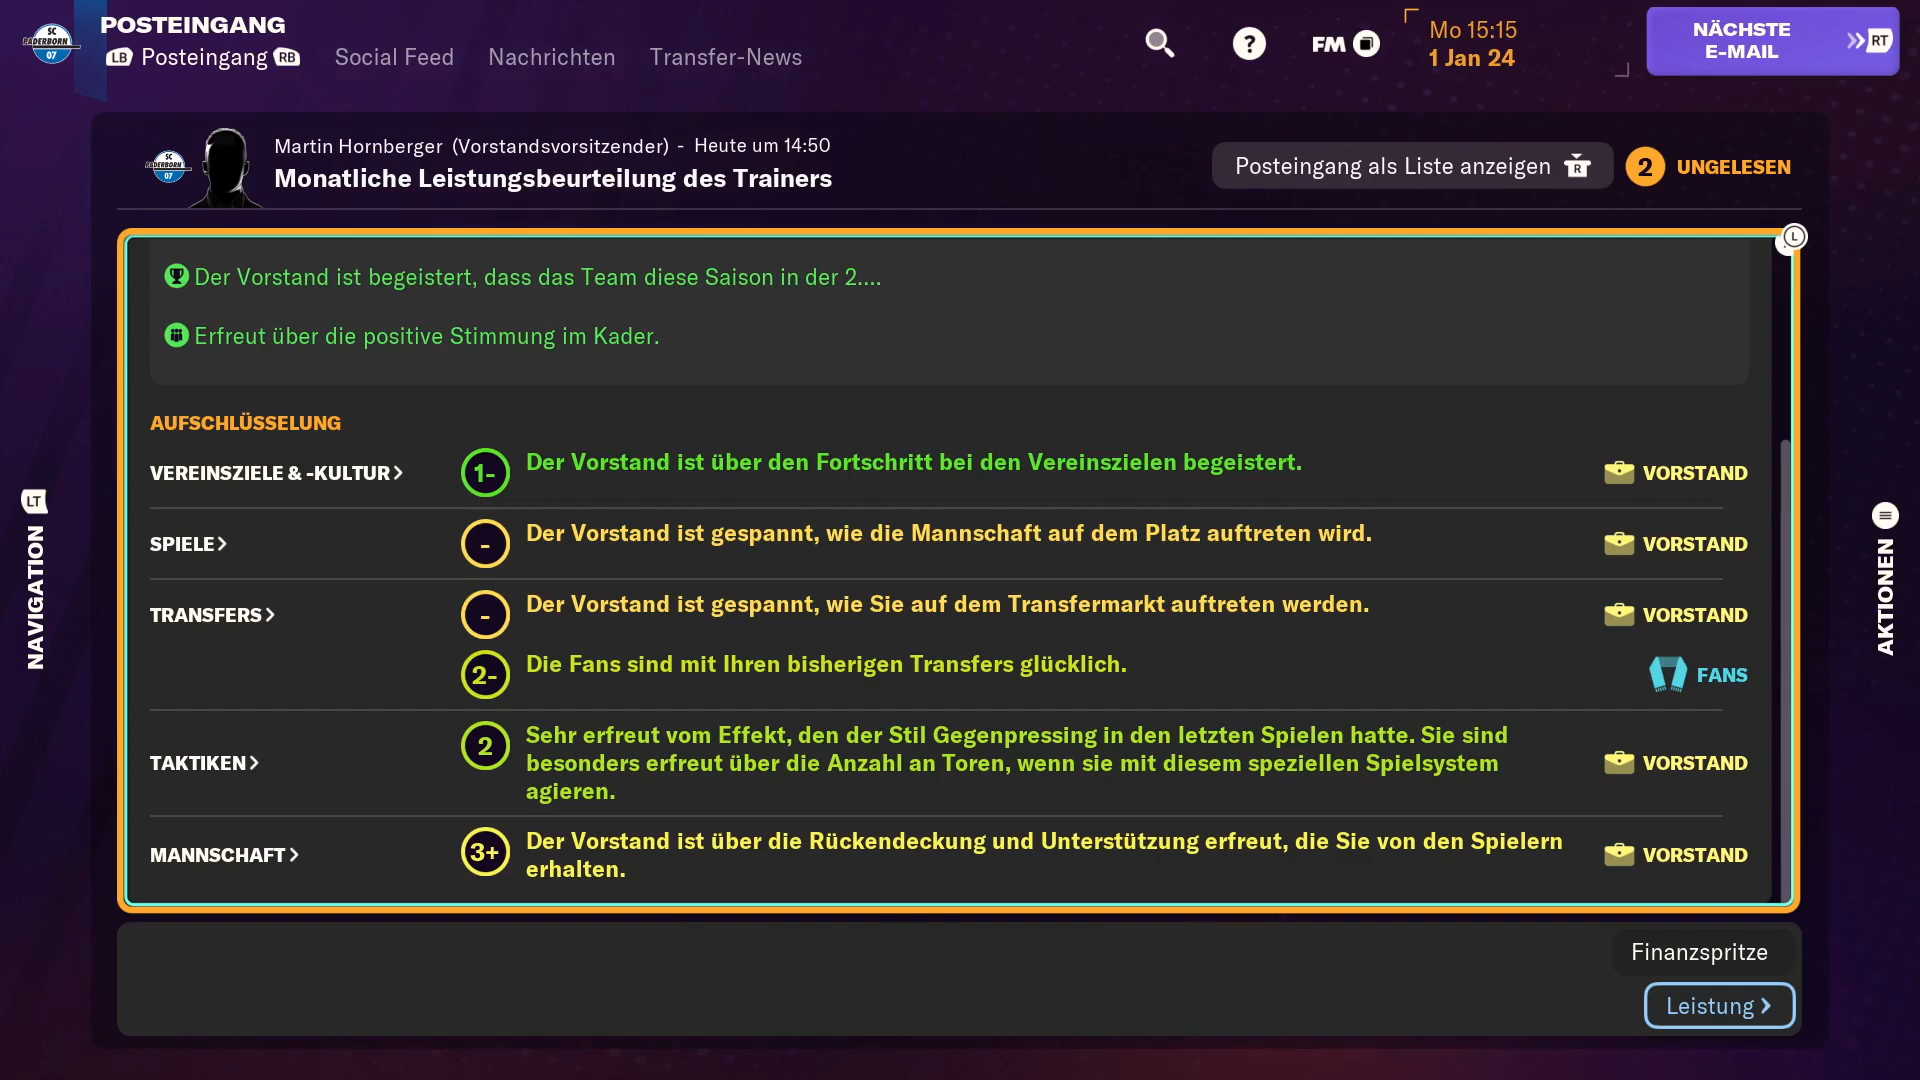 SC
PADERBORN
07
POSTEINGANG
LB Posteingang RB
Social Feed
Nachrichten
Transfer-News
?
FM
Mo 15:15
1 Jan 24
NÄCHSTE
E-MAIL
RT
SC
PADERBORN
07
Martin Hornberger (Vorstandsvorsitzender) - Heute um 14:50
Monatliche Leistungsbeurteilung des Trainers
Posteingang als Liste anzeigen R
2 UNGELESEN
L
Der Vorstand ist begeistert, dass das Team diese Saison in der 2....
Erfreut über die positive Stimmung im Kader.
AUFSCHLÜSSELUNG
VEREINSZIELE & -KULTUR
1-
Der Vorstand ist über den Fortschritt bei den Vereinszielen begeistert.
VORSTAND
SPIELE
-
Der Vorstand ist gespannt, wie die Mannschaft auf dem Platz auftreten wird.
VORSTAND
TRANSFERS
-
Der Vorstand ist gespannt, wie Sie auf dem Transfermarkt auftreten werden.
VORSTAND
2-
Die Fans sind mit Ihren bisherigen Transfers glücklich.
FANS
TAKTIKEN
2
Sehr erfreut vom Effekt, den der Stil Gegenpressing in den letzten Spielen hatte. Sie sind
besonders erfreut über die Anzahl an Toren, wenn sie mit diesem speziellen Spielsystem
agieren.
VORSTAND
MANNSCHAFT
3+
Der Vorstand ist über die Rückendeckung und Unterstützung erfreut, die Sie von den Spielern
erhalten.
VORSTAND
Finanzspritze
Leistung
LT
NAVIGATION
AKTIONEN